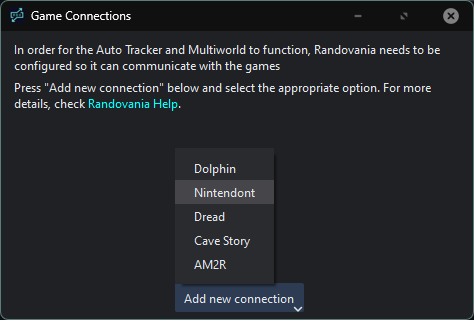 Game Connections
In order for the Auto Tracker and Multiworld to function, Randovania needs to be
configured so it can communicate with the games
Press "Add new connection" below and select the appropriate option. For more
details, check Randovania Help.
Dolphin
Nintendont
Dread
Cave Story
AM2R
Add new connection